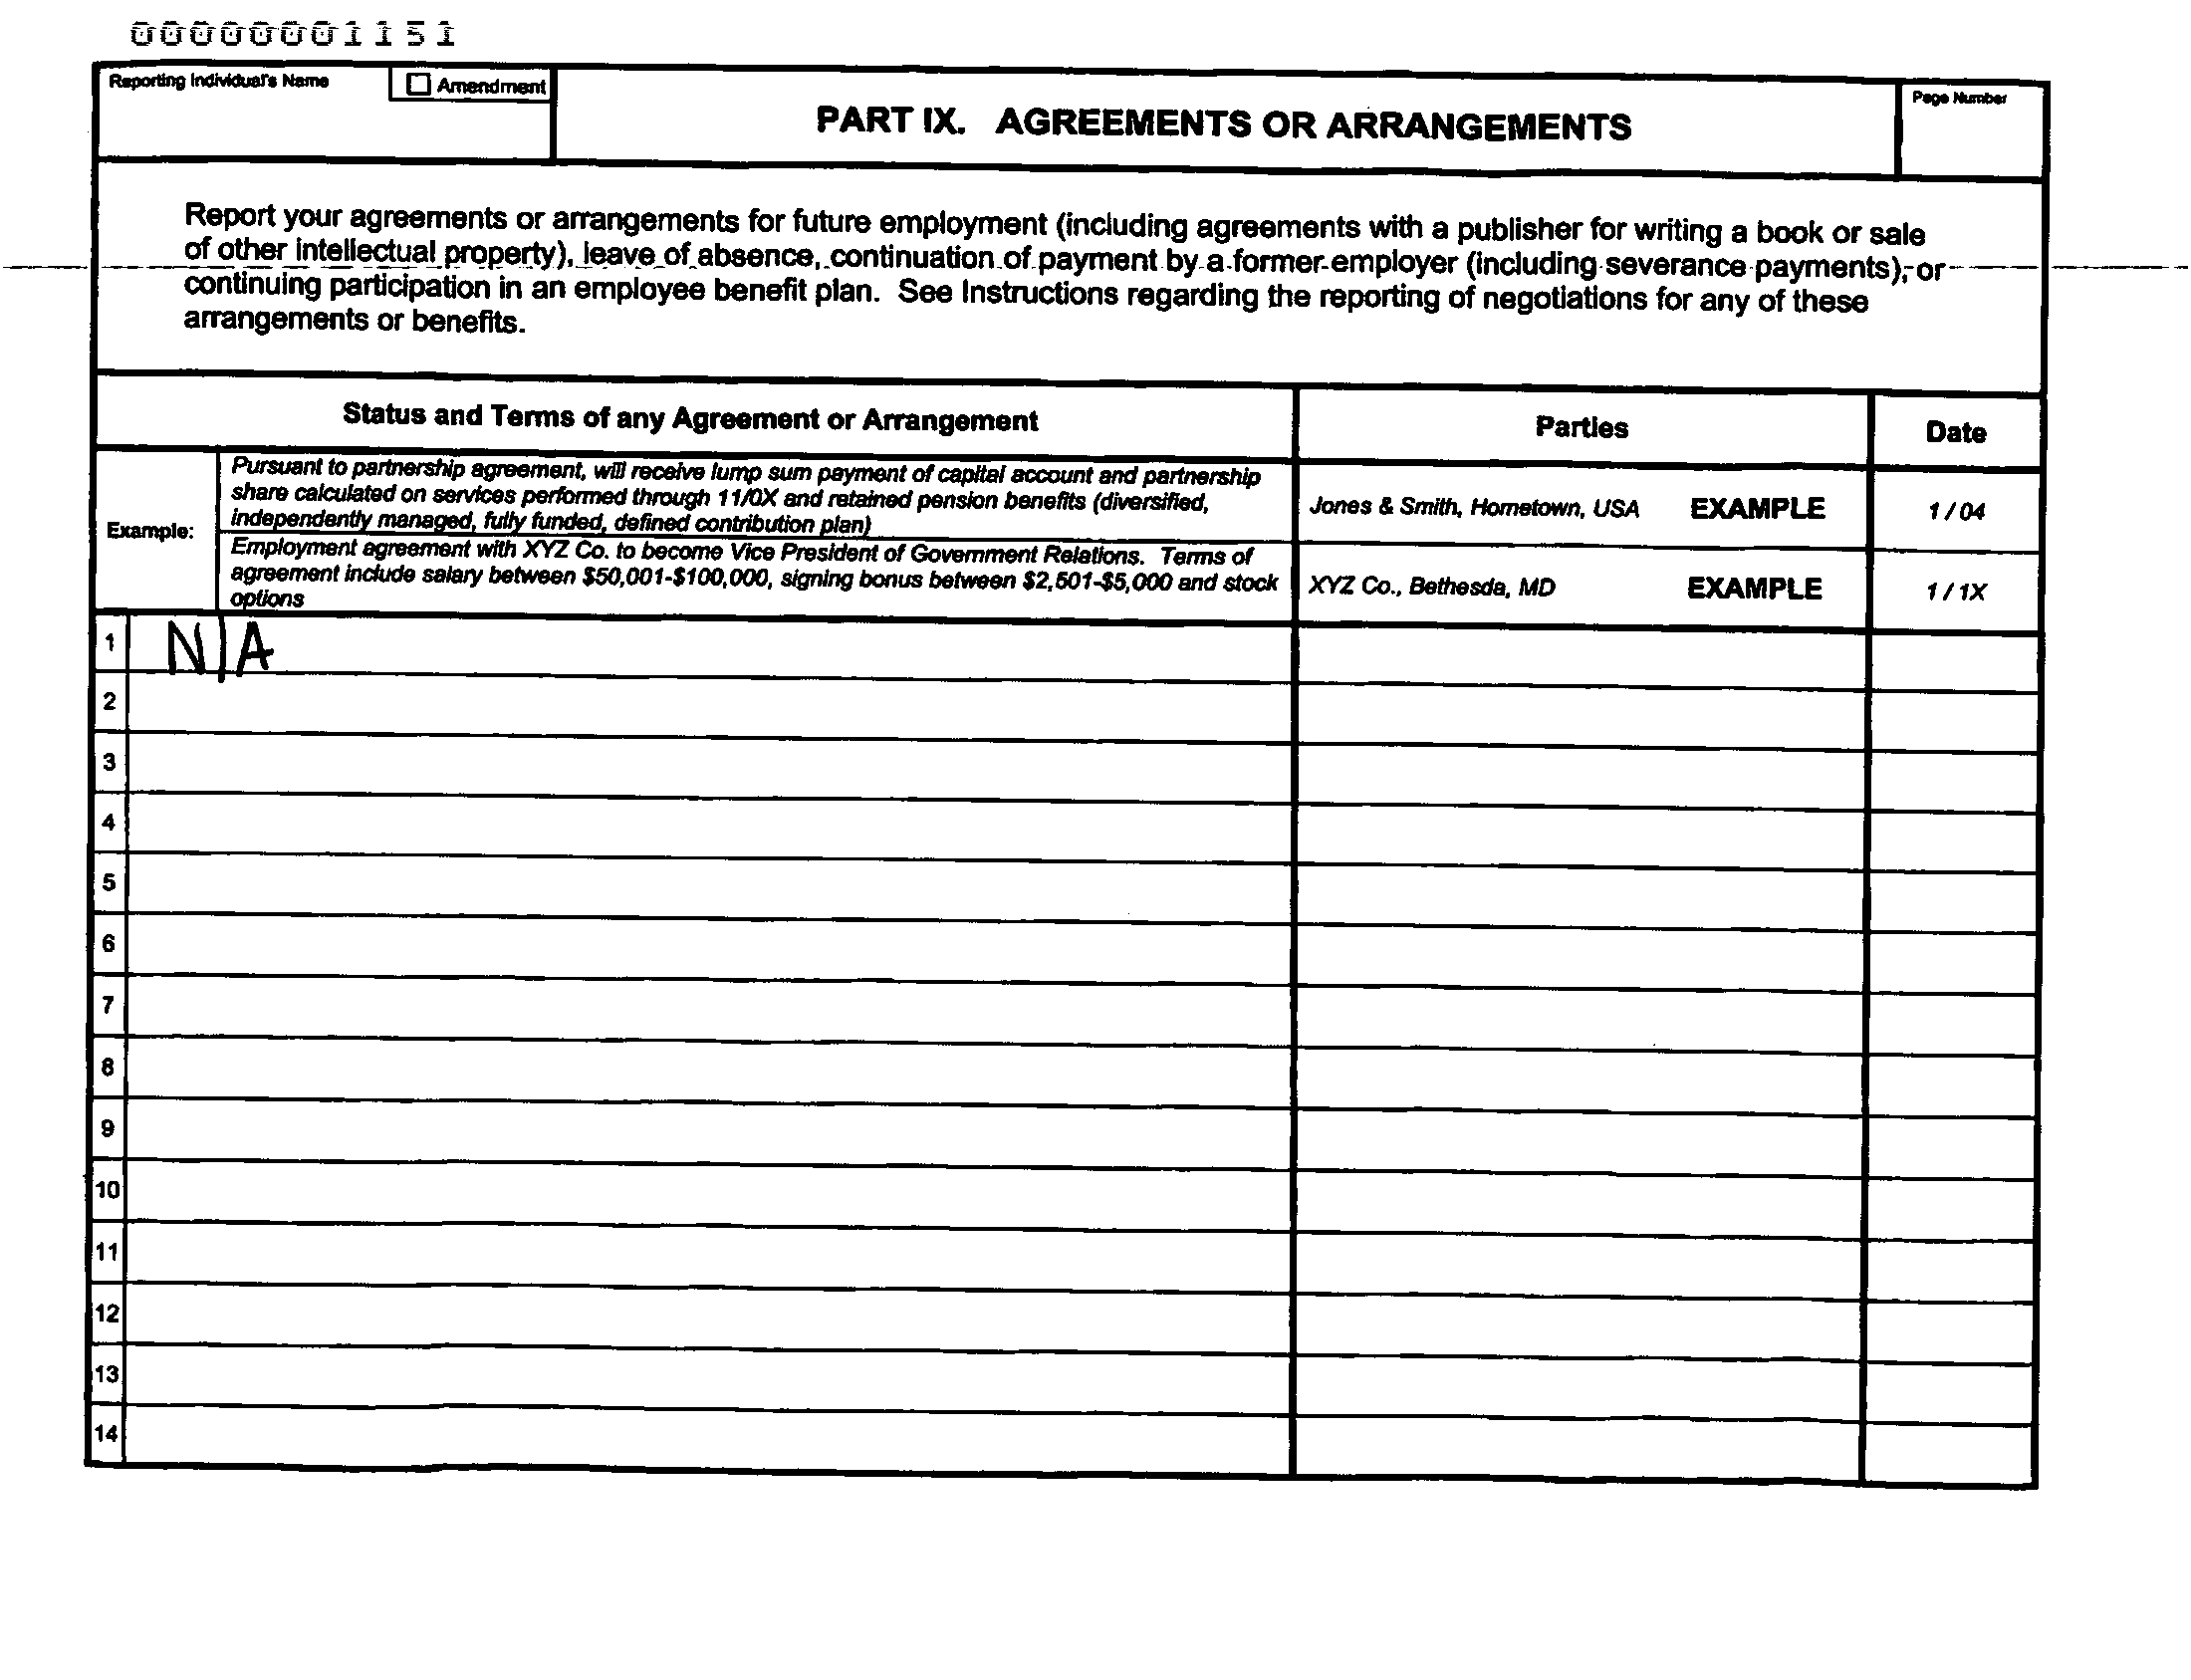 00000001151
Reporting Individual's Name
Amendment
PART IX. AGREEMENTS OR ARRANGEMENTS
Page Number
Report your agreements or arrangements for future employment (including agreements with a publisher for writing a book or sale
of other intellectual property), leave of absence, continuation of payment by a former employer (including severance payments), or
continuing participation in an employee benefit plan. See Instructions regarding the reporting of negotiations for any of these
arrangements or benefits.
Status and Terms of any Agreement or Arrangement
Parties
Date
Example:
Pursuant to partnership agreement, will receive lump sum payment of capital account and partnership
share calculated on services performed through 11/0X and retained pension benefits (diversified,
independently managed, fully funded, defined contribution plan)
Jones & Smith, Hometown, USA EXAMPLE
1 / 04
Employment agreement with XYZ Co. to become Vice President of Government Relations. Terms of
agreement include salary between $50,001-$100,000, signing bonus between $2,501-$5,000 and stock
options
XYZ Co., Bethesda, MD EXAMPLE
1 / 1X
1 N/A
2
3
4
5
6
7
8
9
10
11
12
13
14